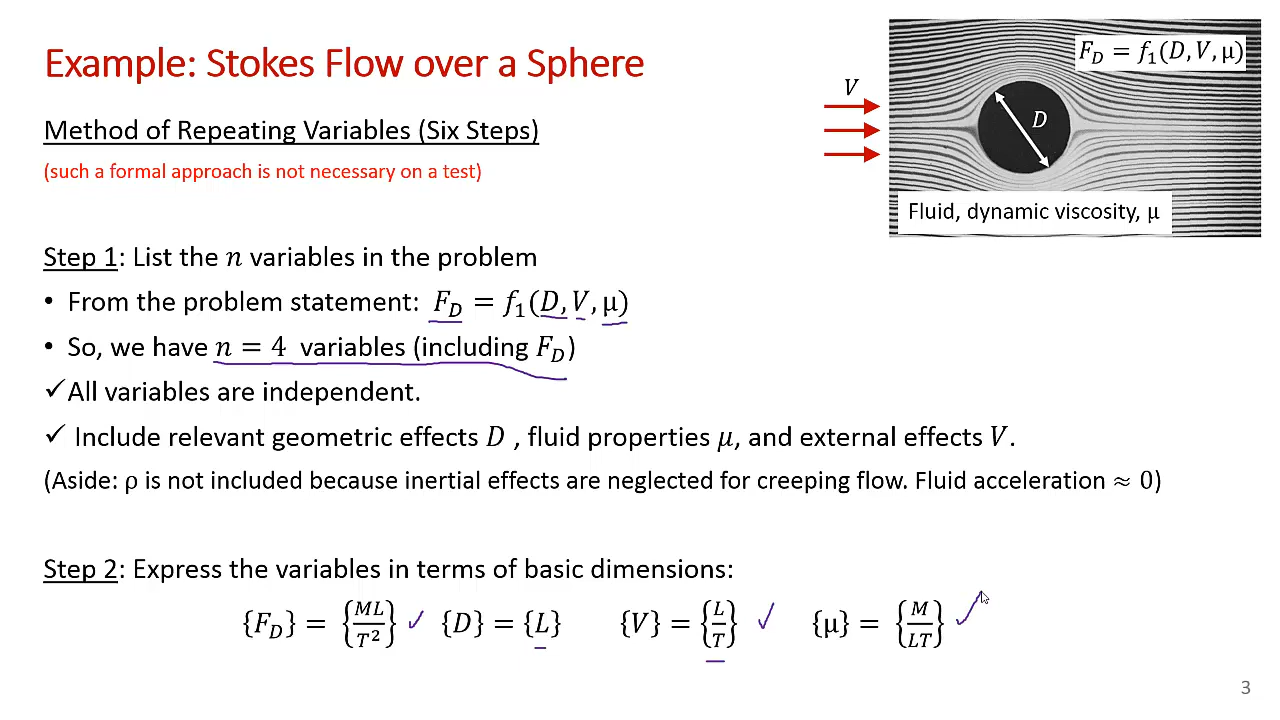 Example: Stokes Flow over a Sphere
Method of Repeating Variables (Six Steps)
(such a formal approach is not necessary on a test)
F_D = f₁(D, V, μ)
V
D
Fluid, dynamic viscosity, μ
Step 1: List the n variables in the problem
• From the problem statement: F_D = f₁(D, V, μ)
• So, we have n = 4 variables (including F_D)
✓All variables are independent.
✓ Include relevant geometric effects D , fluid properties μ, and external effects V.
(Aside: ρ is not included because inertial effects are neglected for creeping flow. Fluid acceleration ≈ 0)
Step 2: Express the variables in terms of basic dimensions:
{F_D} = {ML/T²} ✓ {D} = {L} {V} = {L/T} ✓ {μ} = {M/LT} ✓
3